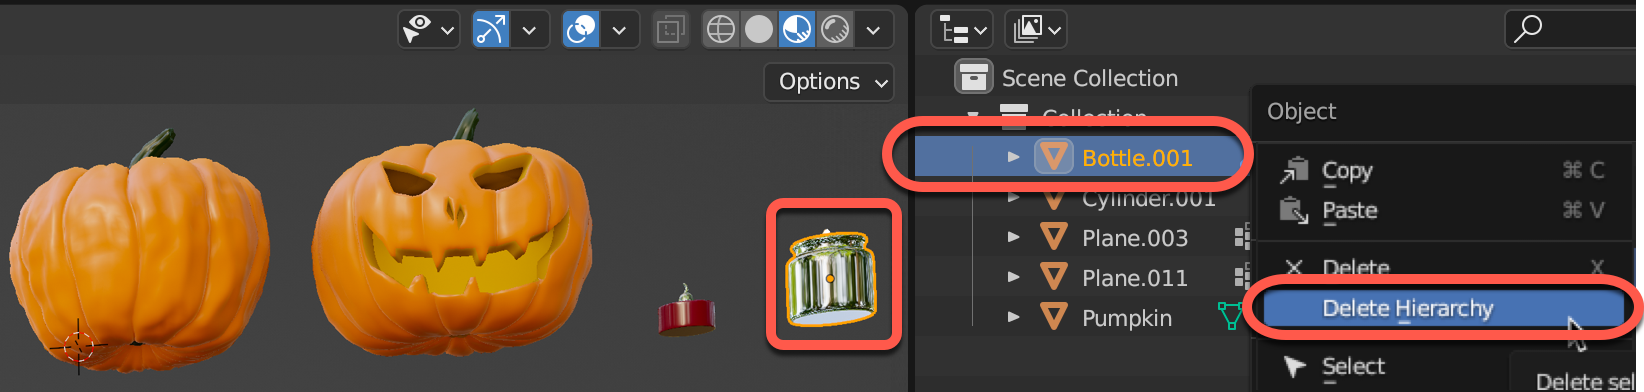 Options
Scene Collection
Collection
Bottle.001
Cylinder.001
Plane.003
Plane.011
Pumpkin
Object
Copy ⌘ C
Paste ⌘ V
Delete X
Delete Hierarchy
Select
Delete sel